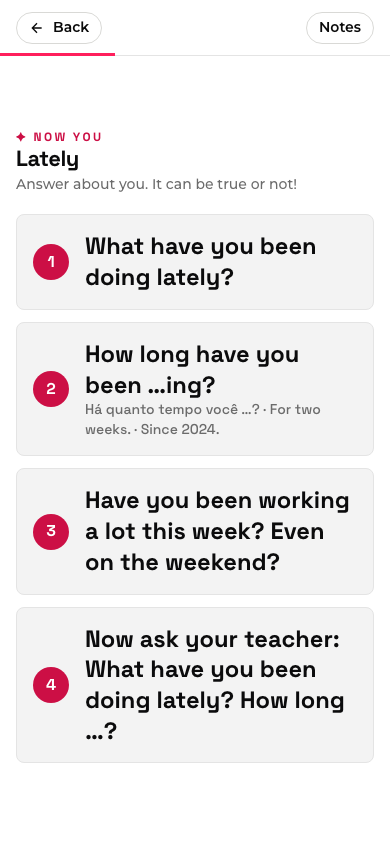 ← Back
Notes
✦ NOW YOU
Lately
Answer about you. It can be true or not!
1
What have you been
doing lately?
2
How long have you
been …ing?
Há quanto tempo você …? · For two
weeks. · Since 2024.
3
Have you been working
a lot this week? Even
on the weekend?
4
Now ask your teacher:
What have you been
doing lately? How long
…?